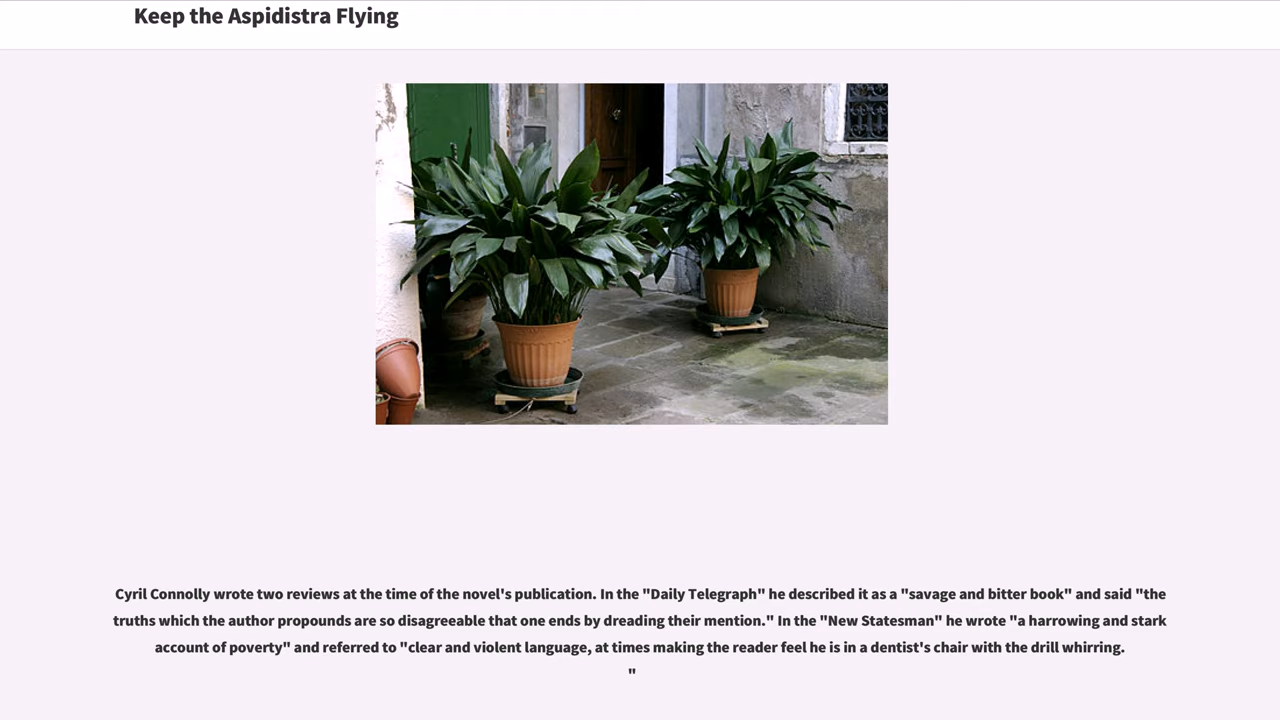 Keep the Aspidistra Flying
Cyril Connolly wrote two reviews at the time of the novel's publication. In the "Daily Telegraph" he described it as a "savage and bitter book" and said "the
truths which the author propounds are so disagreeable that one ends by dreading their mention." In the "New Statesman" he wrote "a harrowing and stark
account of poverty" and referred to "clear and violent language, at times making the reader feel he is in a dentist's chair with the drill whirring.
"